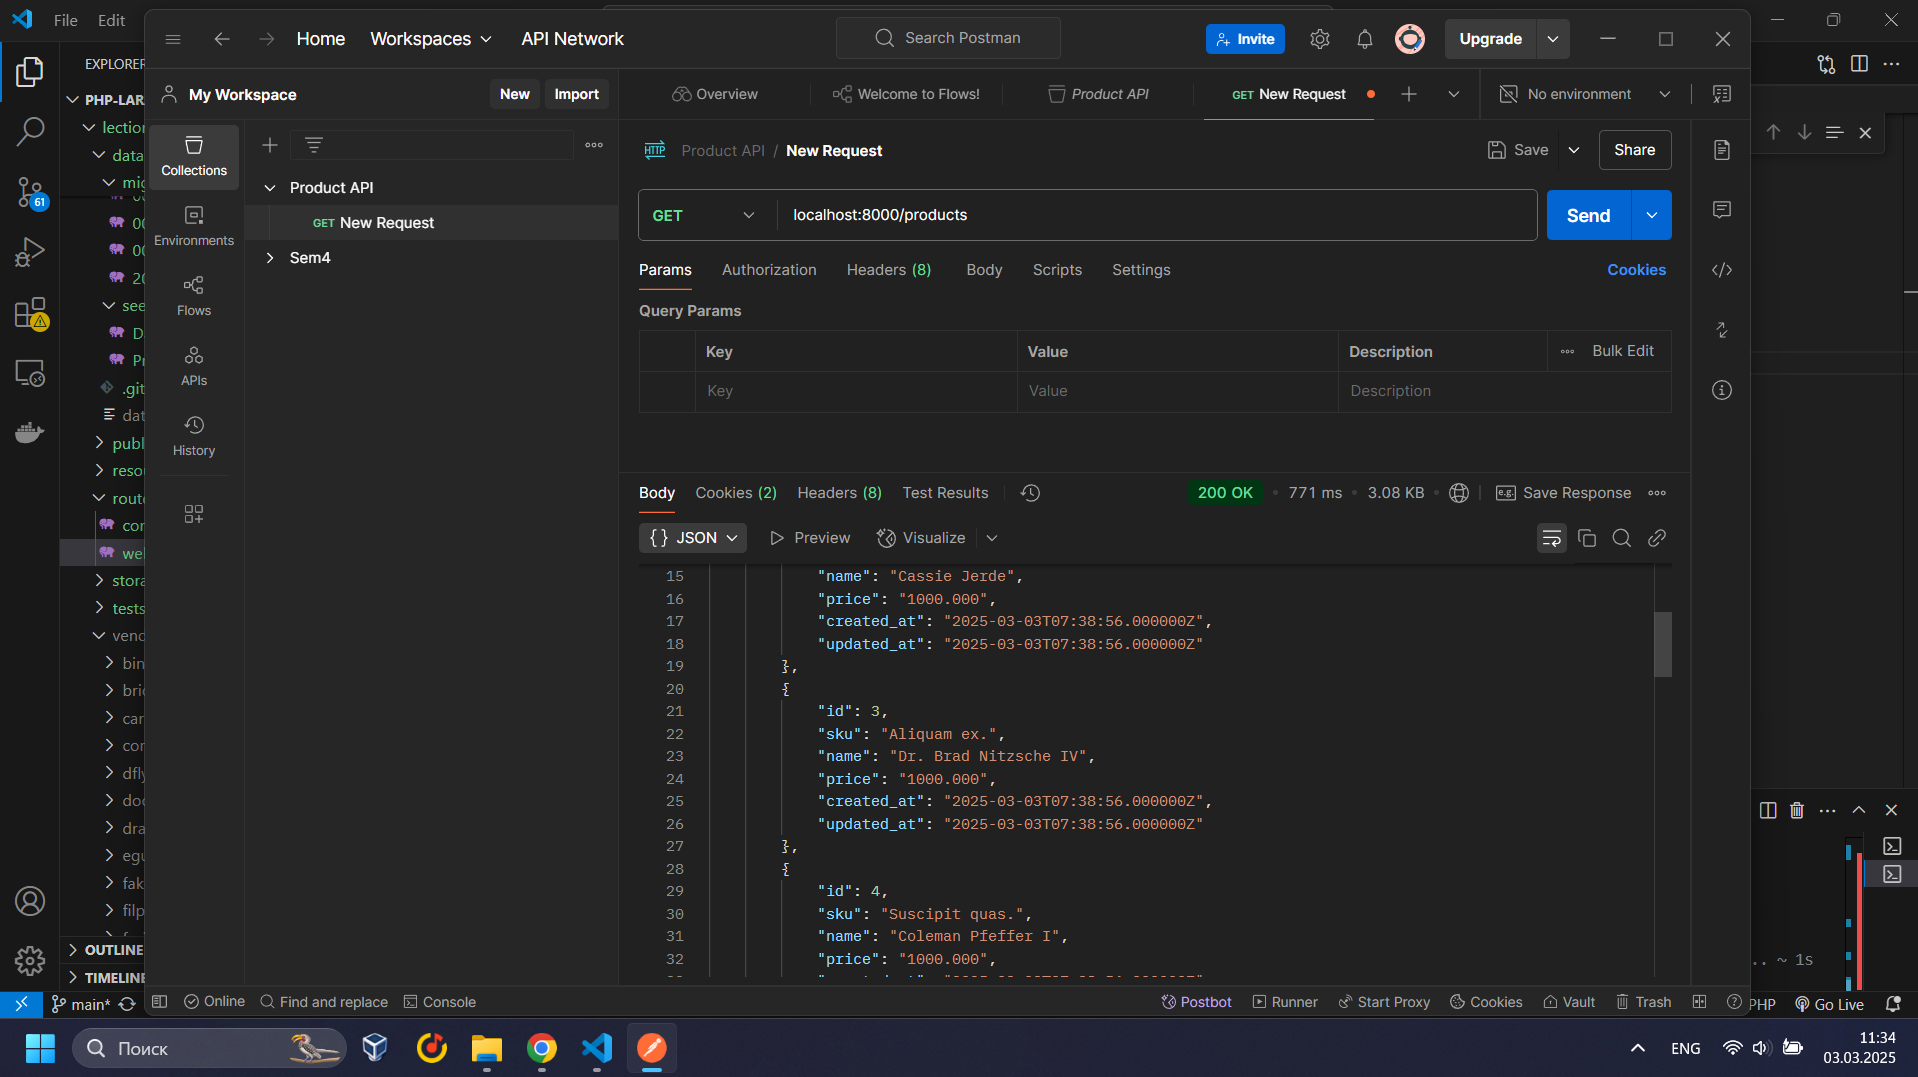 File Edit
Home Workspaces API Network
Search Postman
Invite
Upgrade
EXPLORER
PHP-LAR
lection
data
mig
00
00
20
see
D
Pr
.git
dat
publ
resou
route
con
we
stora
tests
vend
bin
bric
car
cor
dfly
doc
dra
egu
fak
filp
OUTLINE
TIMELINE
61
My Workspace New Import
Collections
Environments
Flows
APIs
History
Product API
GET New Request
Sem4
Overview Welcome to Flows! Product API GET New Request No environment
HTTP Product API / New Request Save Share
GET localhost:8000/products Send
Params Authorization Headers (8) Body Scripts Settings Cookies
Query Params
Key Value Description Bulk Edit
Key Value Description
Body Cookies (2) Headers (8) Test Results 200 OK 771 ms 3.08 KB e.g. Save Response
{} JSON Preview Visualize
15 "name": "Cassie Jerde",
16 "price": "1000.000",
17 "created_at": "2025-03-03T07:38:56.000000Z",
18 "updated_at": "2025-03-03T07:38:56.000000Z"
19 },
20 {
21 "id": 3,
22 "sku": "Aliquam ex.",
23 "name": "Dr. Brad Nitzsche IV",
24 "price": "1000.000",
25 "created_at": "2025-03-03T07:38:56.000000Z",
26 "updated_at": "2025-03-03T07:38:56.000000Z"
27 },
28 {
29 "id": 4,
30 "sku": "Suscipit quas.",
31 "name": "Coleman Pfeffer I",
32 "price": "1000.000",
.. ~ 1s
main* Online Find and replace Console Postbot Runner Start Proxy Cookies Vault Trash PHP Go Live
Поиск
ENG
11:34
03.03.2025